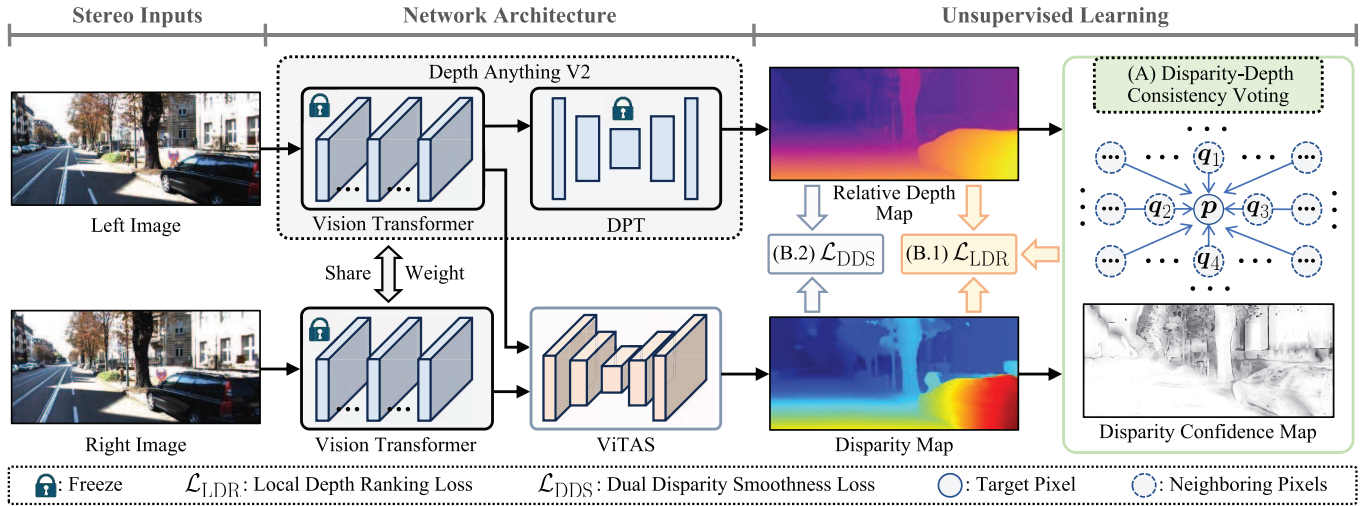 Stereo Inputs
Network Architecture
Unsupervised Learning
Depth Anything V2
(A) Disparity-Depth
Consistency Voting
Left Image
Vision Transformer
DPT
Relative Depth
Map
q1
q2
p
q3
q4
(B.2) ℒDDS
(B.1) ℒLDR
Share
Weight
Right Image
Vision Transformer
ViTAS
Disparity Map
Disparity Confidence Map
: Freeze
ℒLDR: Local Depth Ranking Loss
ℒDDS: Dual Disparity Smoothness Loss
: Target Pixel
: Neighboring Pixels